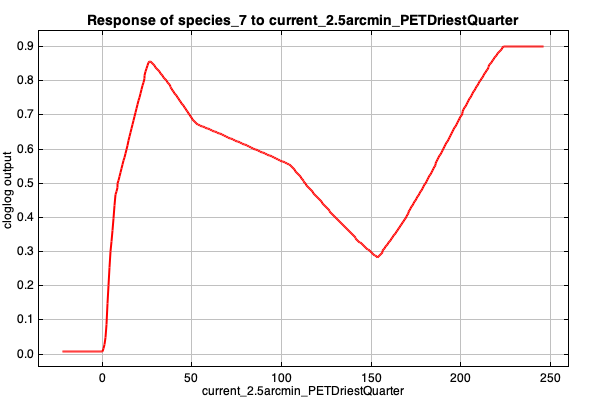 Response of species_7 to current_2.5arcmin_PETDriestQuarter
cloglog output
0.9
0.8
0.7
0.6
0.5
0.4
0.3
0.2
0.1
0.0
0 50 100 150 200 250
current_2.5arcmin_PETDriestQuarter